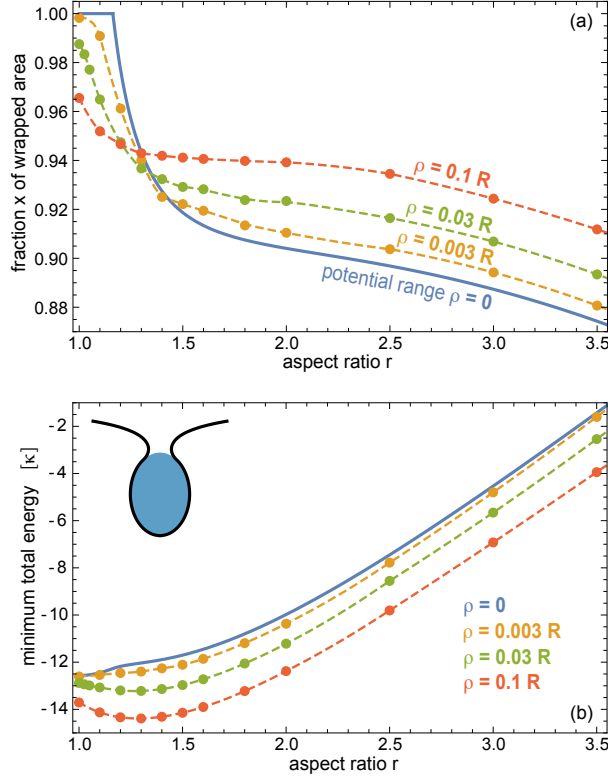 (a)
1.00
0.98
0.96
0.94
0.92
0.90
0.88
fraction x of wrapped area
ρ = 0.1 R
ρ = 0.03 R
ρ = 0.003 R
potential range ρ = 0
1.0 1.5 2.0 2.5 3.0 3.5
aspect ratio r
-2
-4
-6
-8
-10
-12
-14
minimum total energy [κ]
ρ = 0
ρ = 0.003 R
ρ = 0.03 R
ρ = 0.1 R
(b)
1.0 1.5 2.0 2.5 3.0 3.5
aspect ratio r